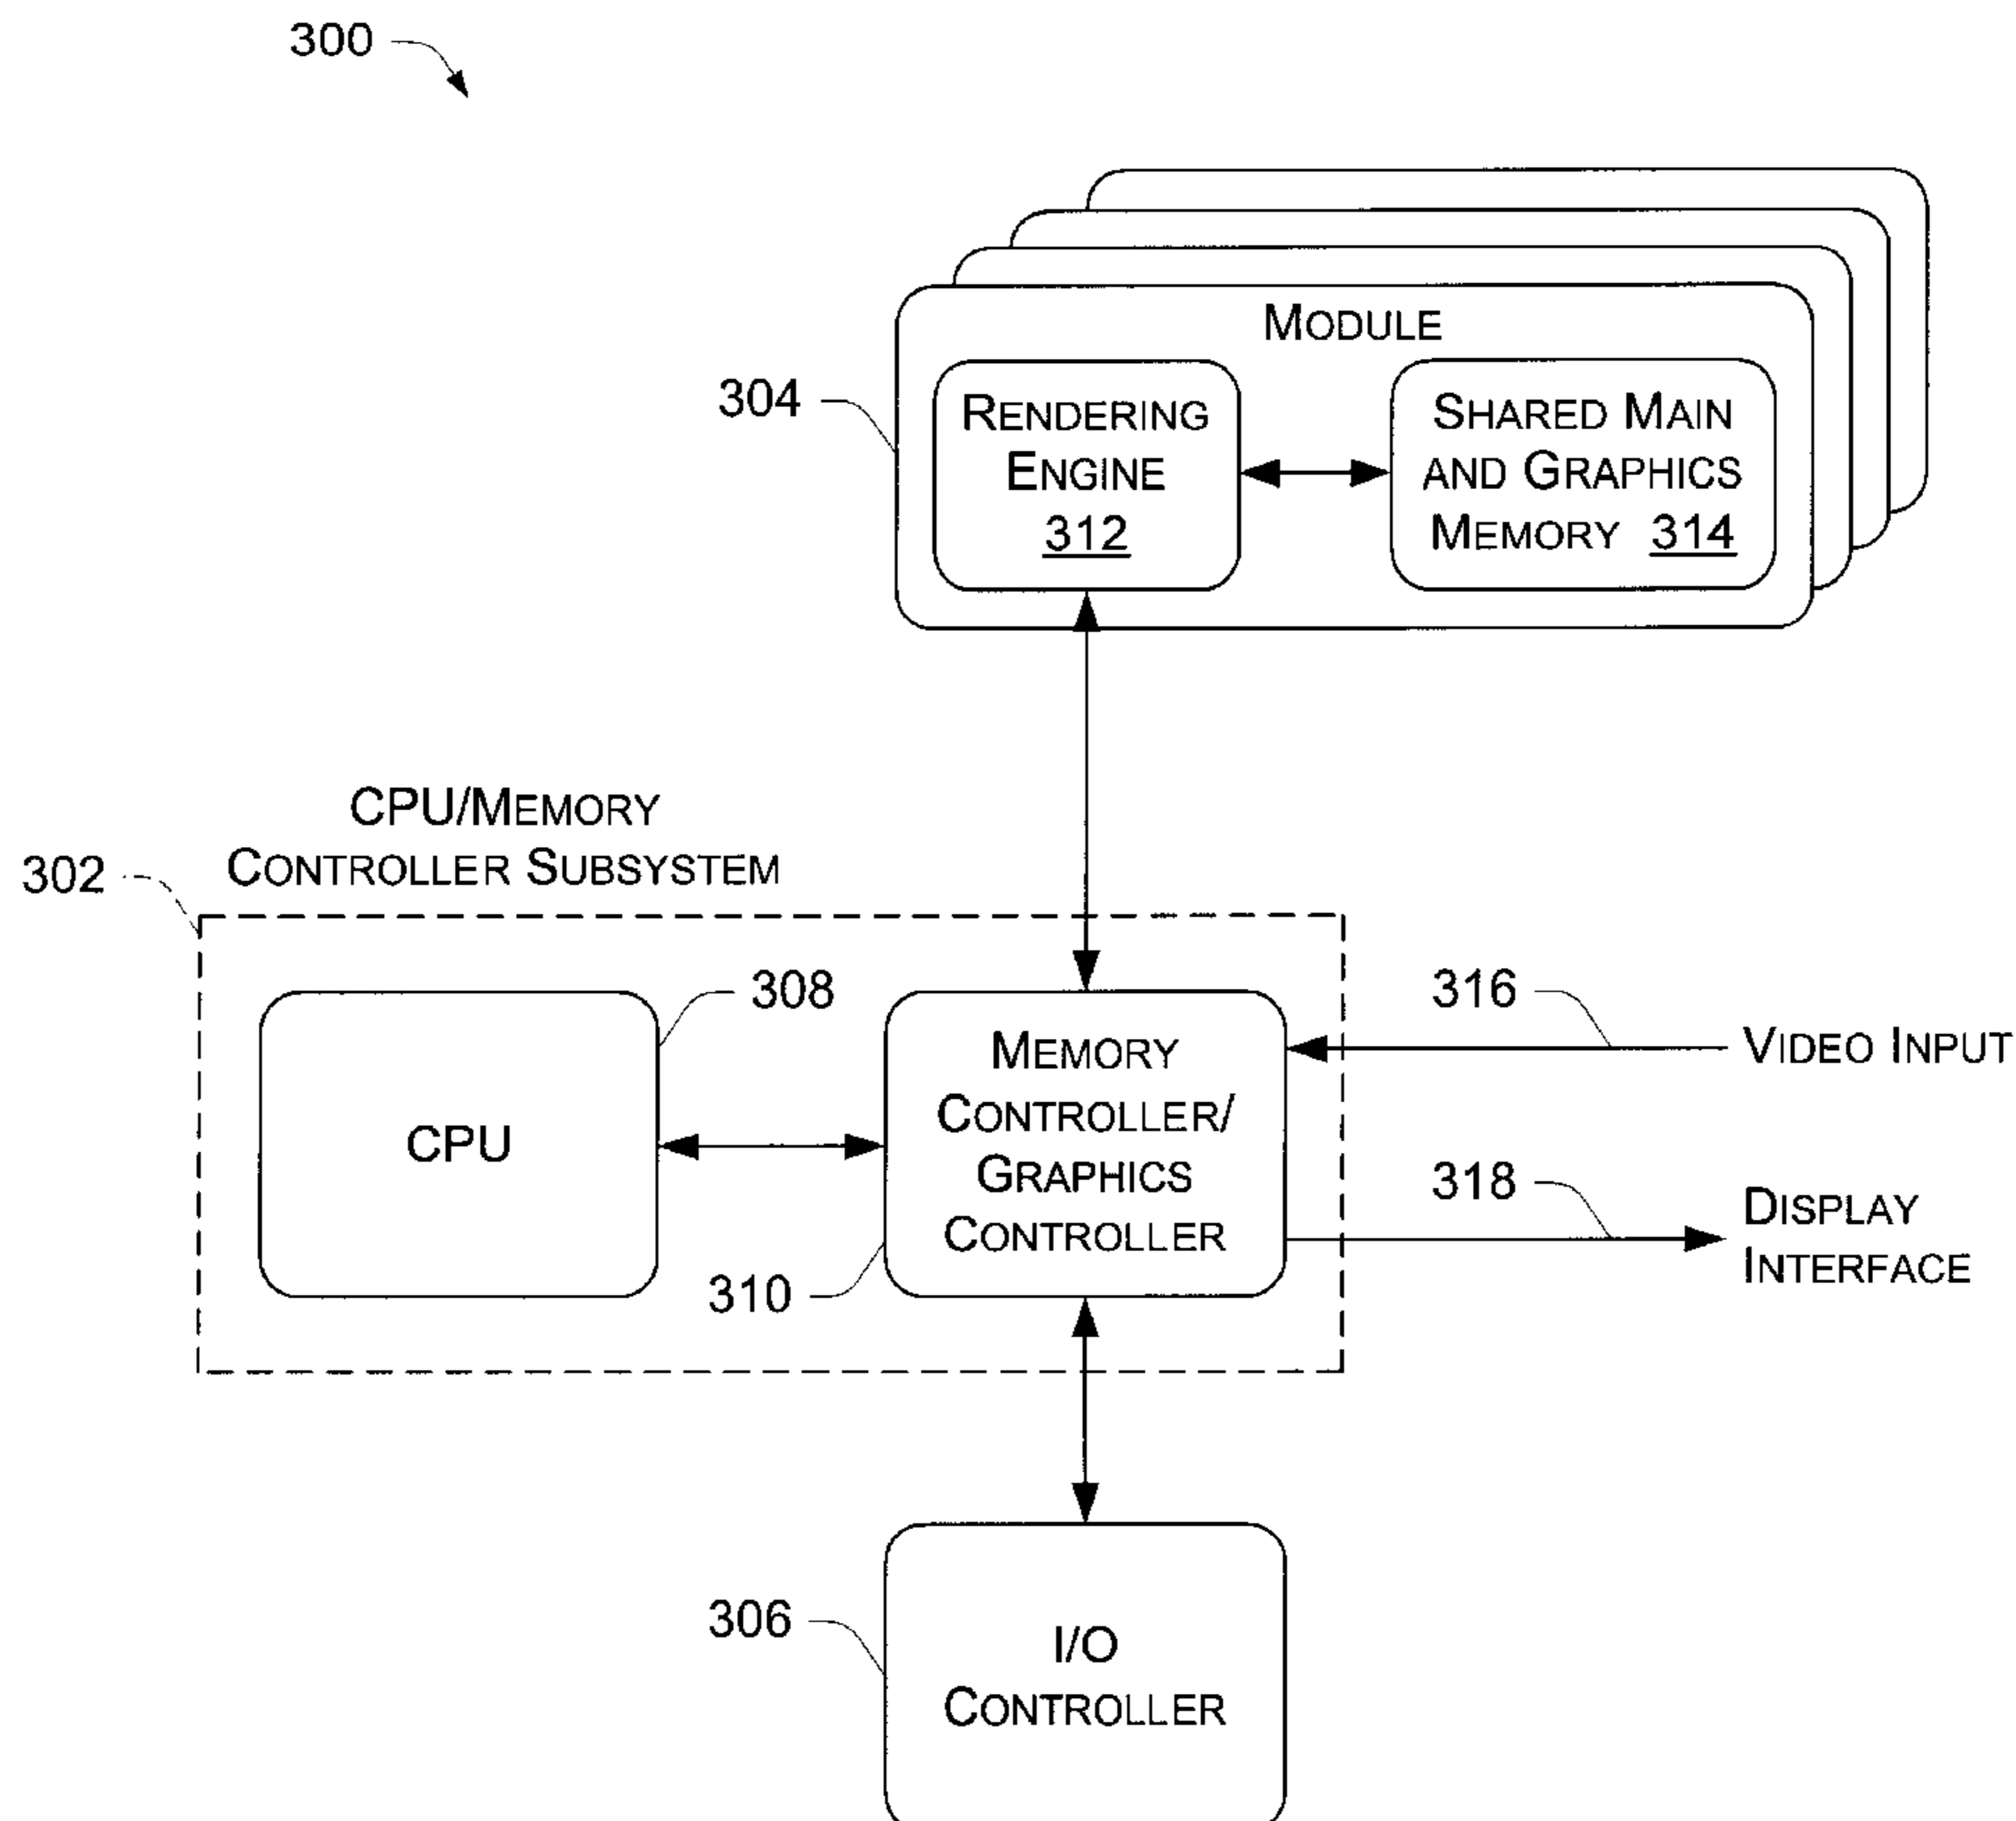 300
MODULE
304
RENDERING
ENGINE
312
SHARED MAIN
AND GRAPHICS
MEMORY 314
CPU/MEMORY
CONTROLLER SUBSYSTEM
302
308
CPU
MEMORY
CONTROLLER/
GRAPHICS
CONTROLLER
310
316
VIDEO INPUT
318
DISPLAY
INTERFACE
306
I/O
CONTROLLER